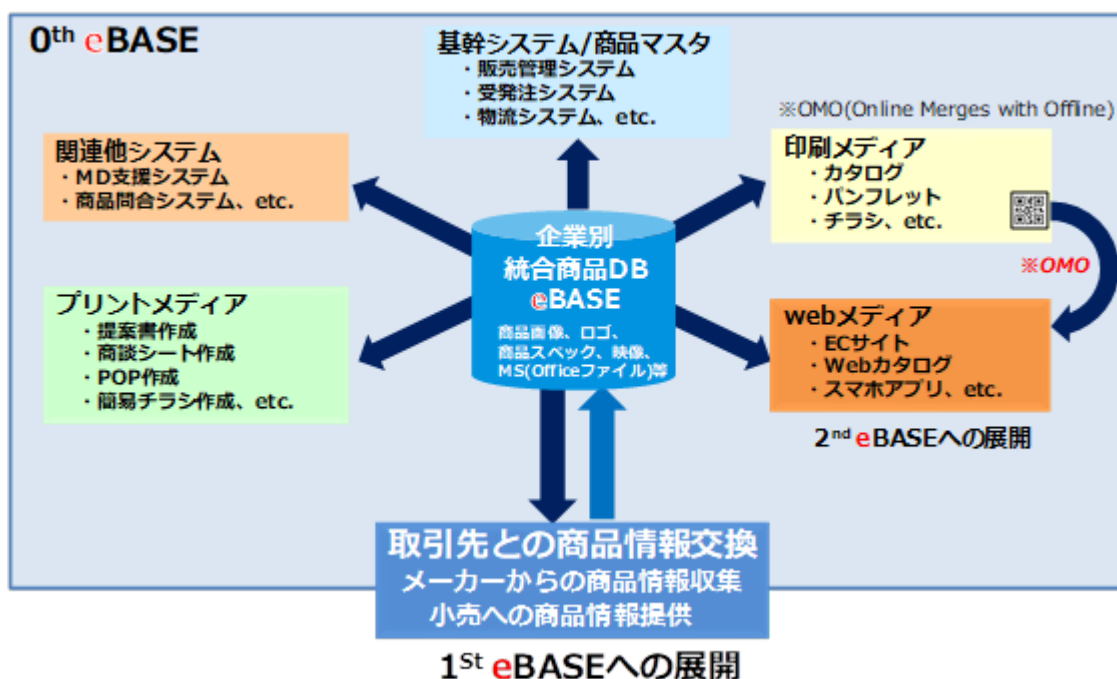 0th eBASE
基幹システム/商品マスタ
・販売管理システム
・受発注システム
・物流システム、etc.
※OMO(Online Merges with Offline)
関連他システム
・MD支援システム
・商品問合システム、etc.
印刷メディア
・カタログ
・パンフレット
・チラシ、etc.
※OMO
企業別
統合商品DB
eBASE
商品画像、ロゴ、
商品スペック、映像、
MS(Officeファイル)等
プリントメディア
・提案書作成
・商談シート作成
・POP作成
・簡易チラシ作成、etc.
webメディア
・ECサイト
・Webカタログ
・スマホアプリ、etc.
2nd eBASEへの展開
取引先との商品情報交換
メーカーからの商品情報収集
小売への商品情報提供
1St eBASEへの展開